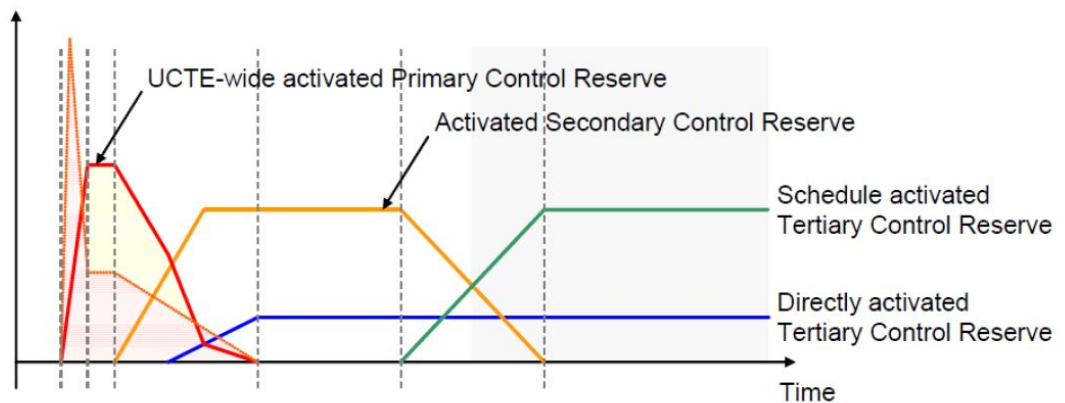 UCTE-wide activated Primary Control Reserve
Activated Secondary Control Reserve
Schedule activated
Tertiary Control Reserve
Directly activated
Tertiary Control Reserve
Time